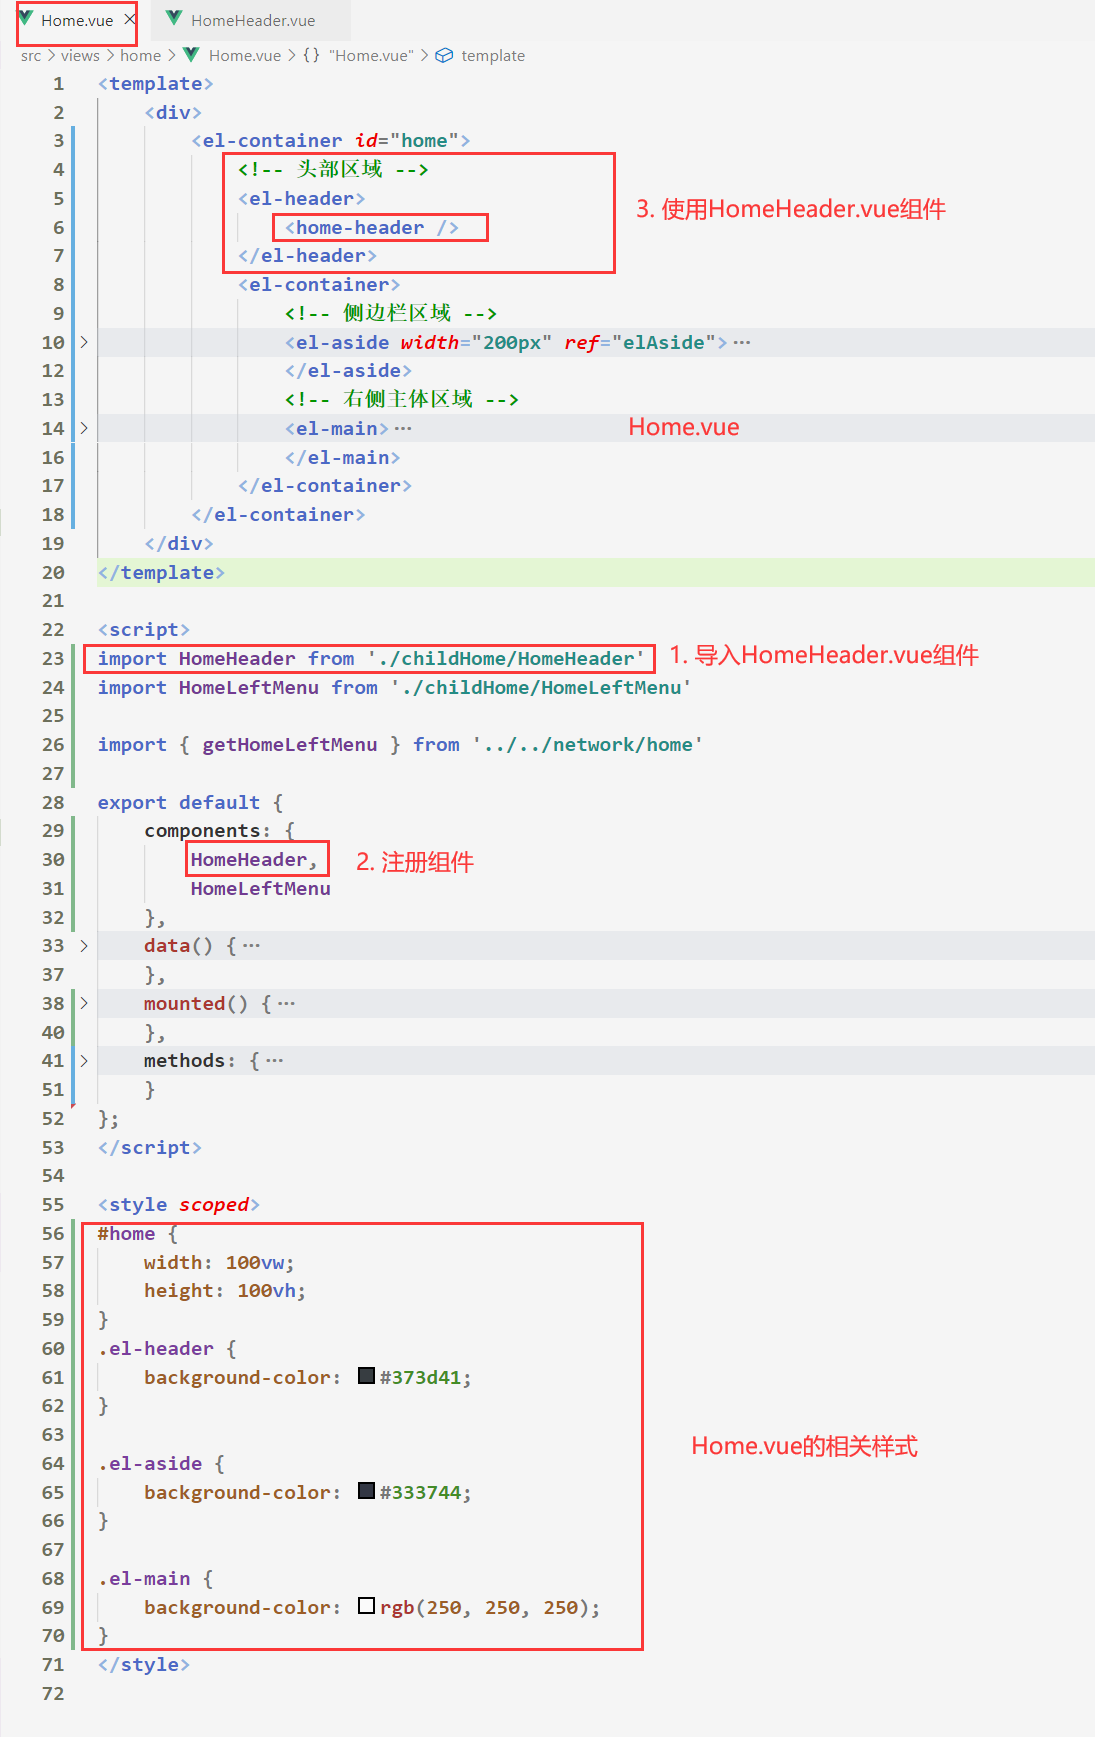 Home.vue × HomeHeader.vue
src > views > home > Home.vue > {} "Home.vue" > template
1 <template>
2 <div>
3 <el-container id="home">
4 <!-- 头部区域 -->
5 <el-header>
3. 使用HomeHeader.vue组件
6 <home-header />
7 </el-header>
8 <el-container>
9 <!-- 侧边栏区域 -->
10 > <el-aside width="200px" ref="elAside">···
12 </el-aside>
13 <!-- 右侧主体区域 -->
14 > <el-main>···
Home.vue
16 </el-main>
17 </el-container>
18 </el-container>
19 </div>
20 </template>
21
22 <script>
23 import HomeHeader from './childHome/HomeHeader'
1. 导入HomeHeader.vue组件
24 import HomeLeftMenu from './childHome/HomeLeftMenu'
25
26 import { getHomeLeftMenu } from '../../network/home'
27
28 export default {
29 components: {
30 HomeHeader,
2. 注册组件
31 HomeLeftMenu
32 },
33 > data() {···
37 },
38 > mounted() {···
40 },
41 > methods: {···
51 }
52 };
53 </script>
54
55 <style scoped>
56 #home {
57 width: 100vw;
58 height: 100vh;
59 }
60 .el-header {
61 background-color: #373d41;
62 }
63
Home.vue的相关样式
64 .el-aside {
65 background-color: #333744;
66 }
67
68 .el-main {
69 background-color: rgb(250, 250, 250);
70 }
71 </style>
72